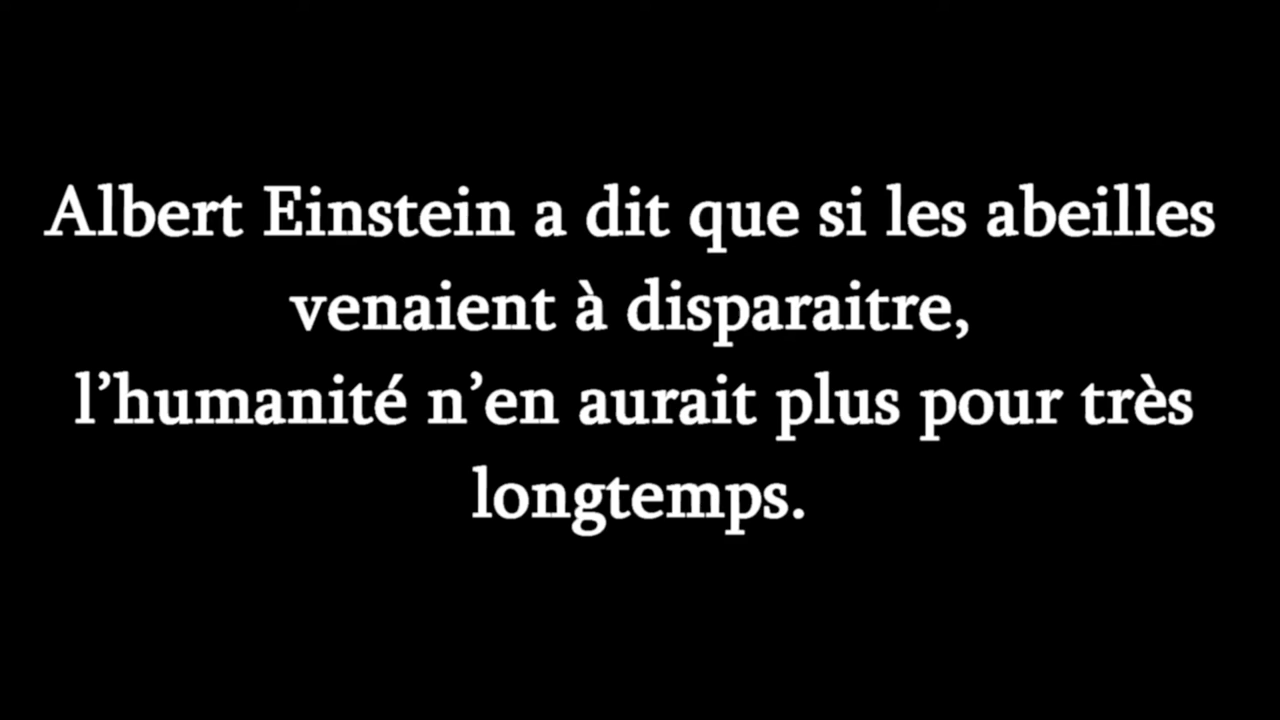 Albert Einstein a dit que si les abeilles
venaient à disparaitre,
l’humanité n’en aurait plus pour très
longtemps.